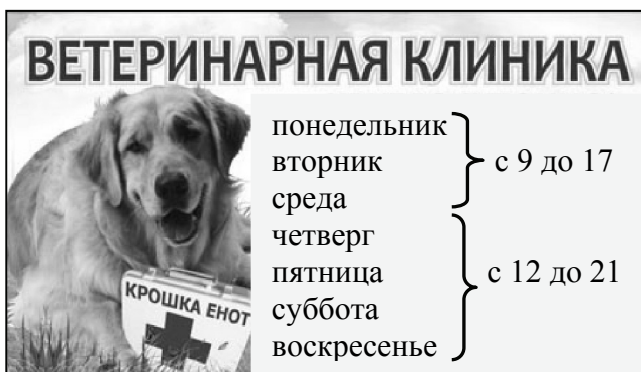 ВЕТЕРИНАРНАЯ КЛИНИКА
понедельник
вторник
среда
с 9 до 17
четверг
пятница
суббота
воскресенье
с 12 до 21
КРОШКА ЕНОТ